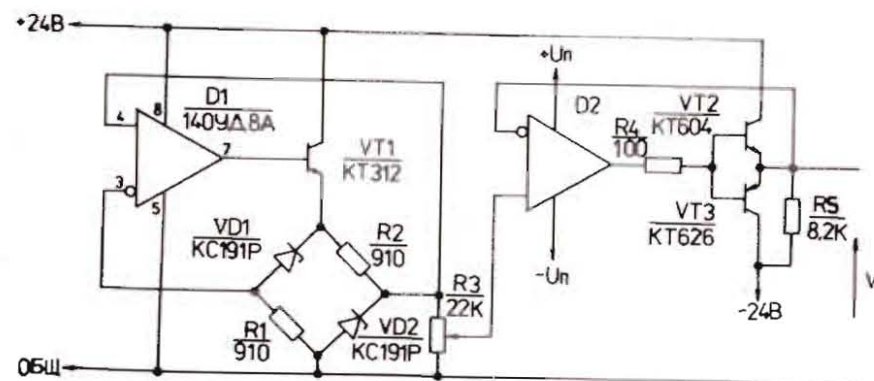 +24В
4
8
D1
140УД8А
7
3
5
VT1
КТ312
VD1
КС191Р
R2
910
R1
910
VD2
КС191Р
R3
22К
ОБЩ
+Uп
D2
-Uп
R4
100
VT2
КТ604
VT3
КТ626
R5
8.2К
-24В
V